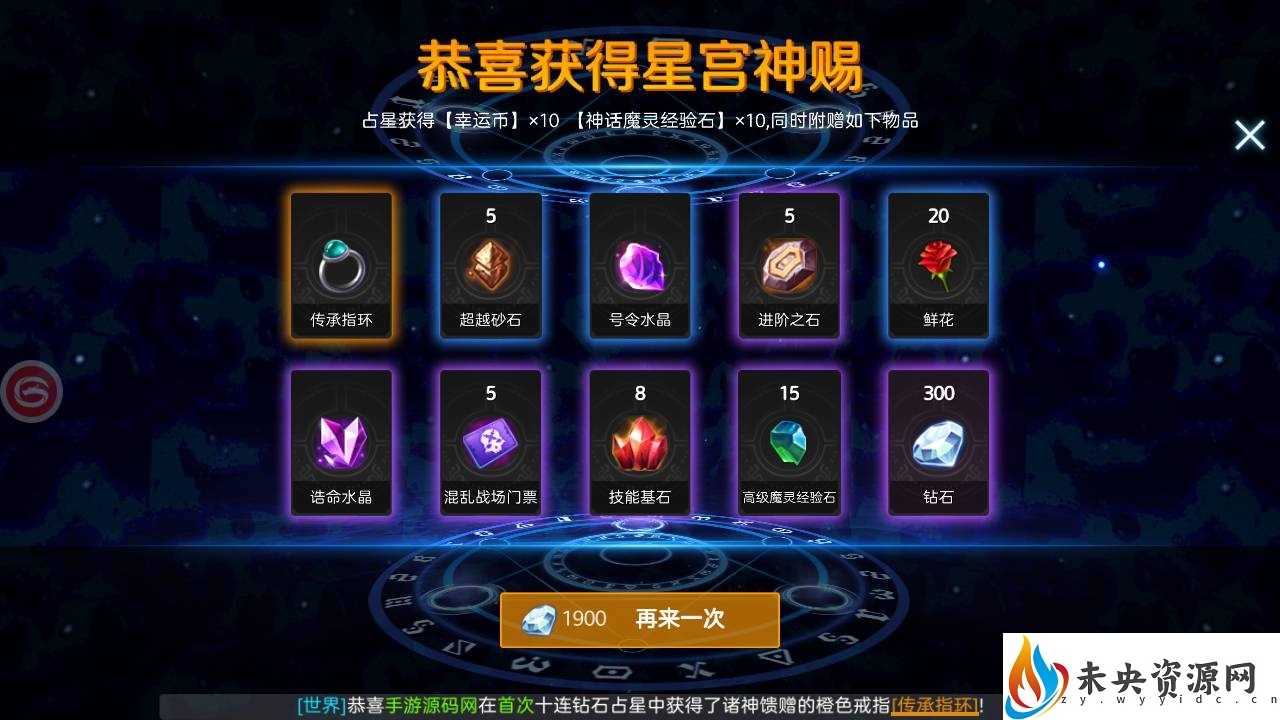 恭喜获得星宫神赐
占星获得【幸运币】×10 【神话魔灵经验石】×10,同时附赠如下物品
传承指环
5
超越砂石
号令水晶
5
进阶之石
20
鲜花
诰命水晶
5
混乱战场门票
8
技能基石
15
高级魔灵经验石
300
钻石
1900 再来一次
[世界]恭喜手游源码网在首次十连钻石占星中获得了诸神馈赠的橙色戒指[传承指环]!
未央资源网
zy.wyyidc.cn